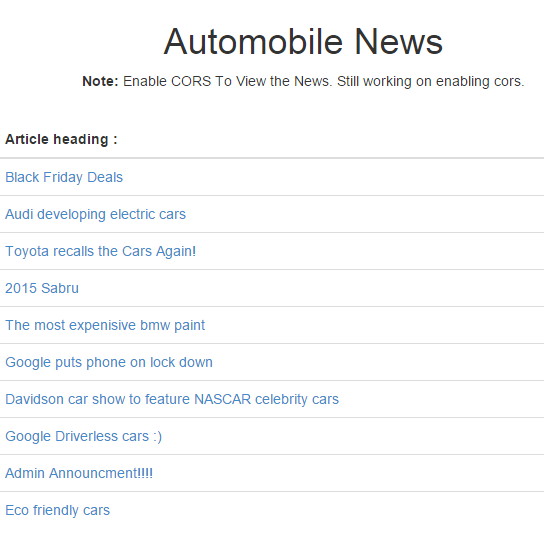 Automobile News
Note: Enable CORS To View the News. Still working on enabling cors.
Article heading :
Black Friday Deals
Audi developing electric cars
Toyota recalls the Cars Again!
2015 Sabru
The most expenisive bmw paint
Google puts phone on lock down
Davidson car show to feature NASCAR celebrity cars
Google Driverless cars :)
Admin Announcment!!!!
Eco friendly cars